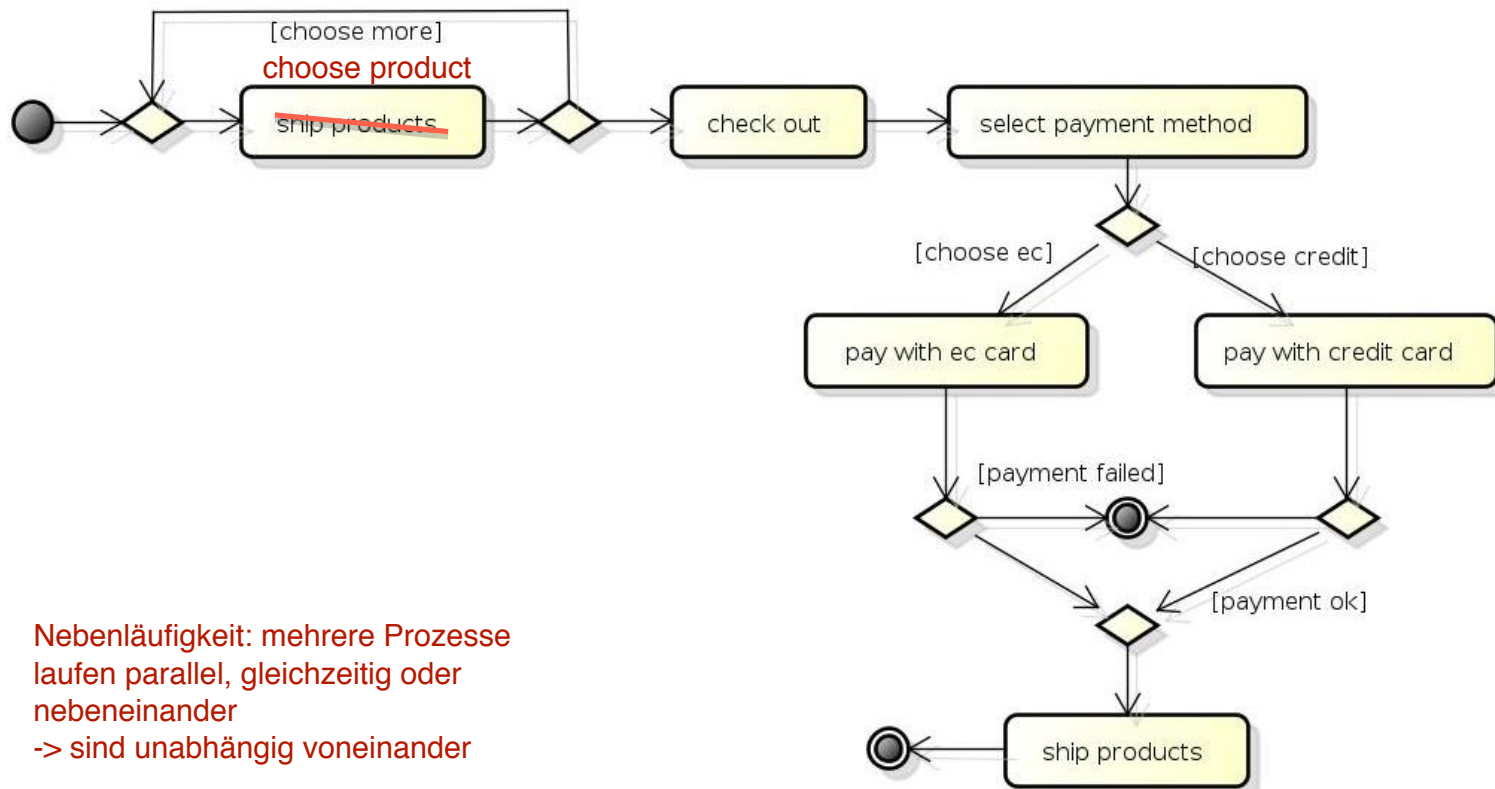 [choose more]
choose product
ship products
check out
select payment method
[choose ec]
[choose credit]
pay with ec card
pay with credit card
[payment failed]
[payment ok]
Nebenläufigkeit: mehrere Prozesse
laufen parallel, gleichzeitig oder
nebeneinander
-> sind unabhängig voneinander
ship products